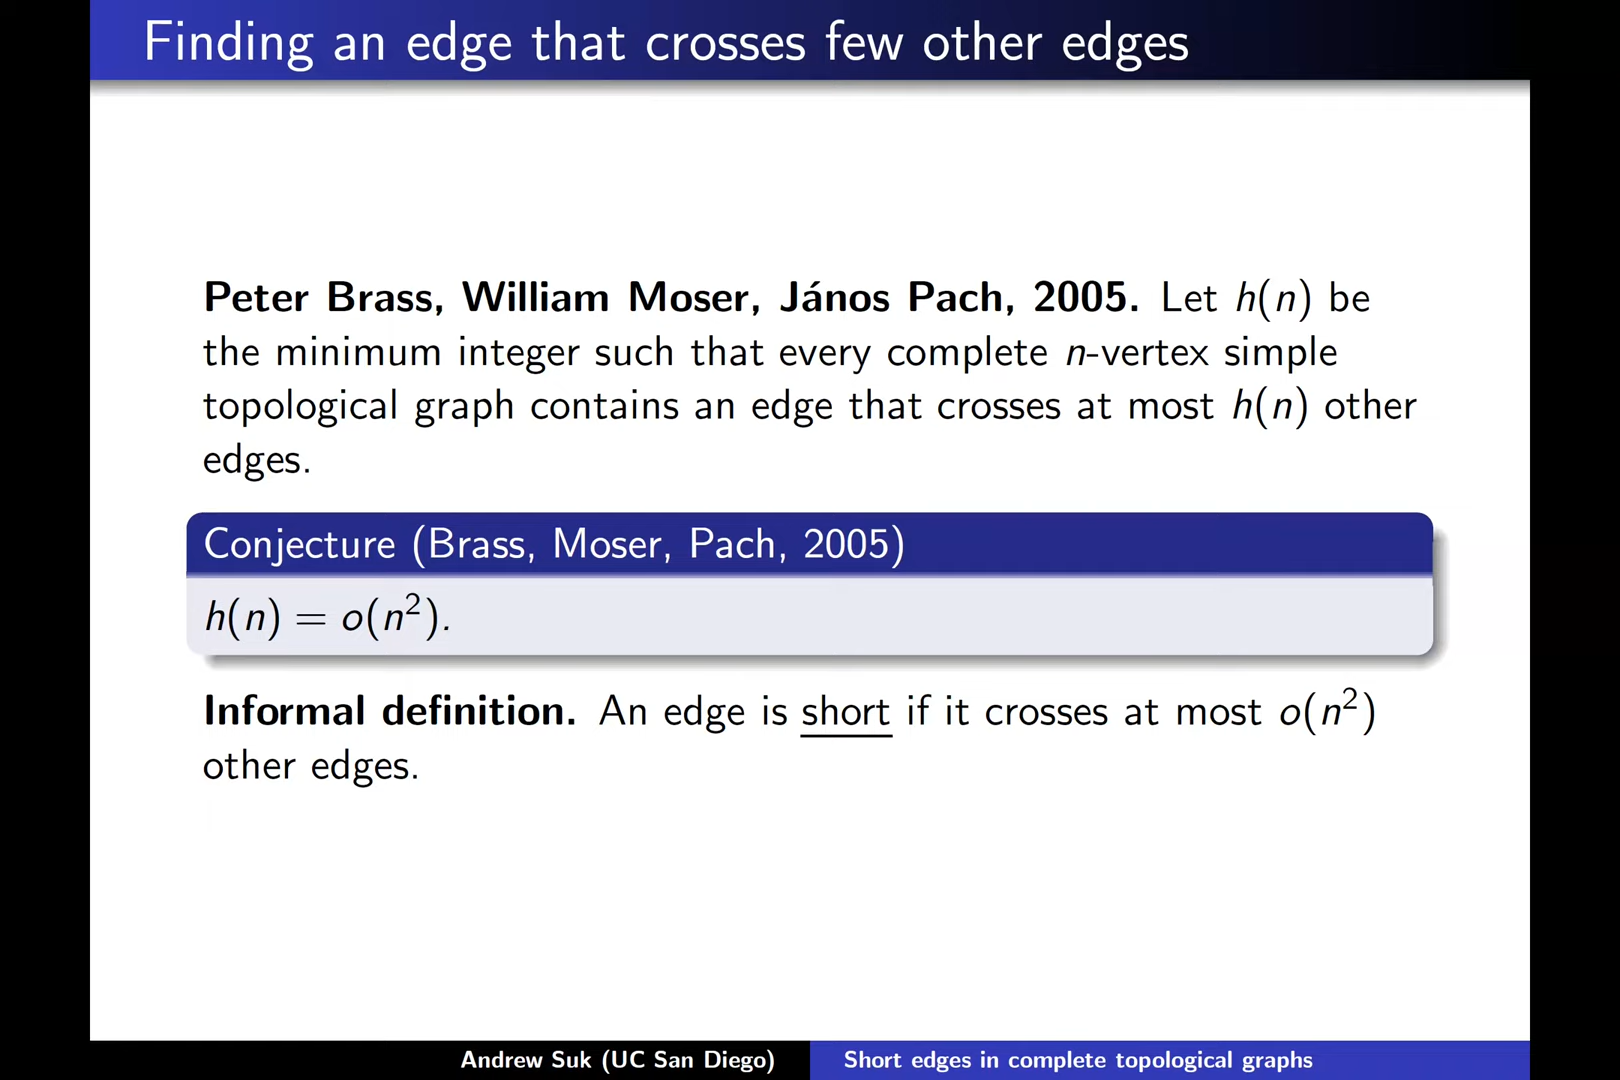 Finding an edge that crosses few other edges
Peter Brass, William Moser, János Pach, 2005. Let h(n) be
the minimum integer such that every complete n-vertex simple
topological graph contains an edge that crosses at most h(n) other
edges.
Conjecture (Brass, Moser, Pach, 2005)
h(n) = o(n²).
Informal definition. An edge is short if it crosses at most o(n²)
other edges.
Andrew Suk (UC San Diego)
Short edges in complete topological graphs